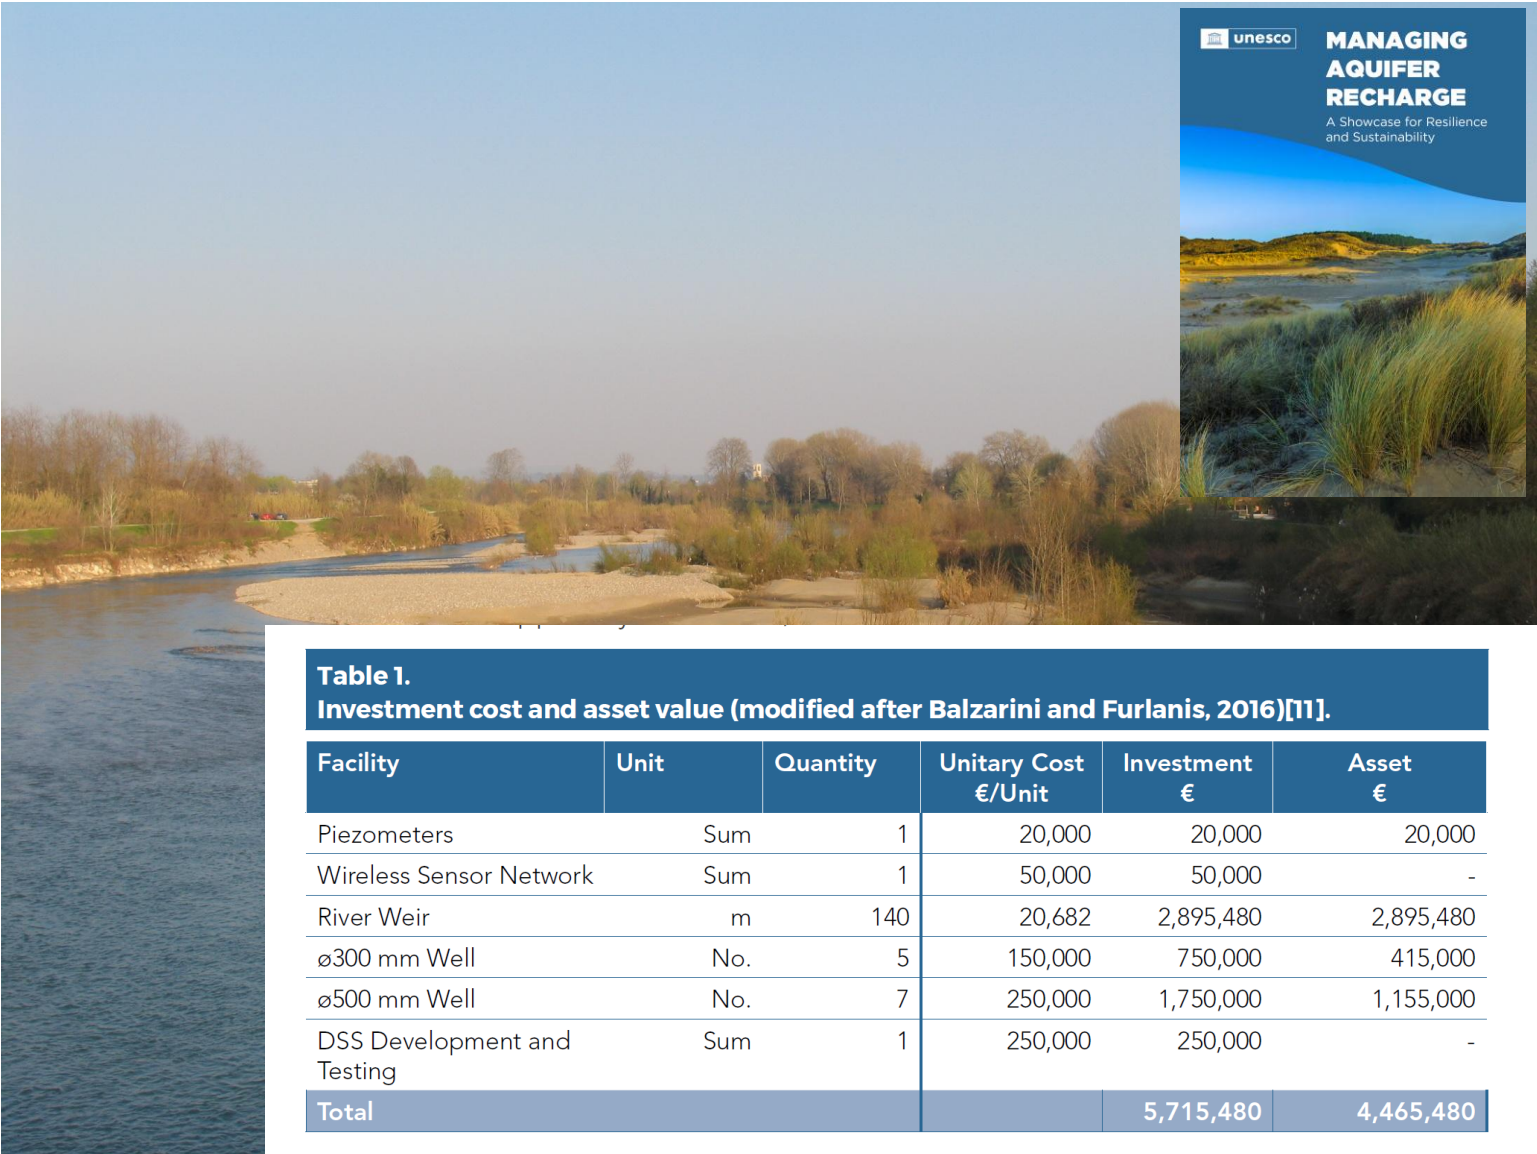 unesco
MANAGING
AQUIFER
RECHARGE
A Showcase for Resilience
and Sustainability
Table 1.
Investment cost and asset value (modified after Balzarini and Furlanis, 2016)[11].
Facility Unit Quantity Unitary Cost €/Unit Investment € Asset €
Piezometers Sum 1 20,000 20,000 20,000
Wireless Sensor Network Sum 1 50,000 50,000 -
River Weir m 140 20,682 2,895,480 2,895,480
ø300 mm Well No. 5 150,000 750,000 415,000
ø500 mm Well No. 7 250,000 1,750,000 1,155,000
DSS Development and Sum 1 250,000 250,000 -
Testing
Total 5,715,480 4,465,480